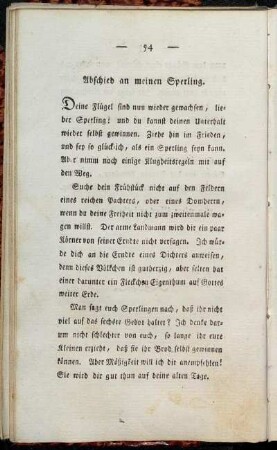 — 94 —
Abschied an meinen Sperling.
Deine Flügel sind nun wieder gewachsen, lie-
ber Sperling! und du kannst deinen Unterhalt
wieder selbst gewinnen. Ziehe hin im Frieden,
und sey so glücklich, als ein Sperling seyn kann.
Aber nimm noch einige Klugheitsregeln mit auf
den Weg.
Suche dein Frühstück nicht auf den Feldern
eines reichen Pachters, oder eines Domherrn,
wenn du deine Freiheit nicht zum zweitenmale wa-
gen willst. Der arme Landmann wird dir ein paar
Körner von seiner Erndte nicht versagen. Ich wür-
de dich an die Erndte eines Dichters anweisen,
denn dieses Völkchen ist gutherzig, aber selten hat
einer darunter ein Fleckchen Eigenthum auf Gottes
weiter Erde.
Man sagt euch Sperlingen nach, daß ihr nicht
viel auf das sechste Gebot haltet? Ich denke dar-
um nicht schlechter von euch, so lange ihr eure
Kleinen erzieht, daß sie ihr Brod selbst gewinnen
können. Aber Mäßigkeit will ich dir anempfehlen!
Sie wird dir gut thun auf deine alten Tage.